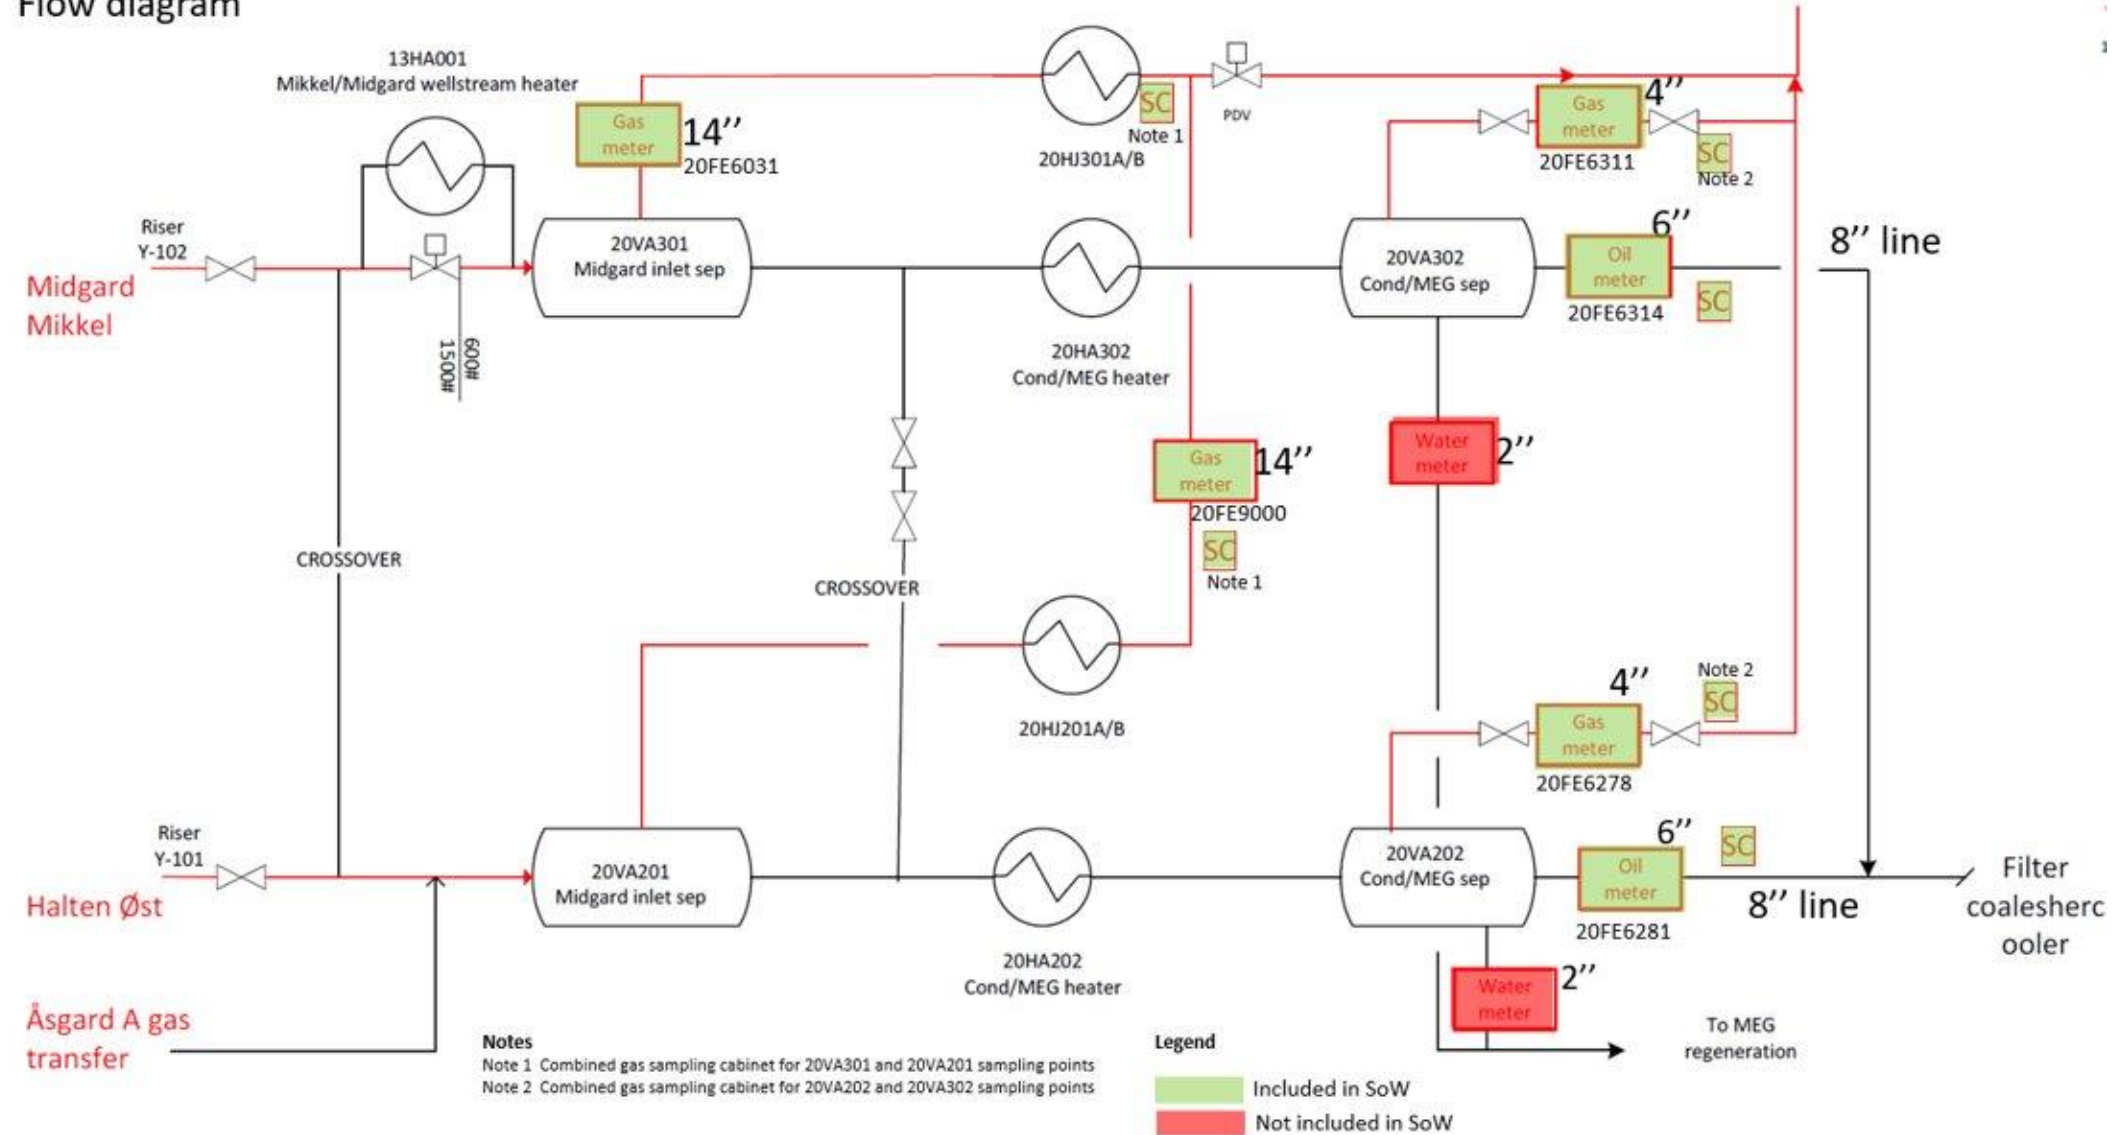 Flow diagram
13HA001
Mikkel/Midgard wellstream heater
Gas
meter
14’’
20FE6031
20HJ301A/B
SC
Note 1
PDV
Gas
meter
4’’
20FE6311
SC
Note 2
Riser
Y-102
Midgard
Mikkel
600#
1500#
20VA301
Midgard inlet sep
20HA302
Cond/MEG heater
20VA302
Cond/MEG sep
6’’
Oil
meter
20FE6314
SC
8’’ line
Water
meter
2’’
Gas
meter
14’’
20FE9000
SC
Note 1
CROSSOVER
CROSSOVER
20HJ201A/B
Note 2
SC
4’’
Gas
meter
20FE6278
Riser
Y-101
Halten Øst
20VA201
Midgard inlet sep
20HA202
Cond/MEG heater
20VA202
Cond/MEG sep
6’’
SC
Oil
meter
20FE6281
8’’ line
Filter
coalesherc
ooler
Water
meter
2’’
To MEG
regeneration
Åsgard A gas
transfer
Notes
Note 1 Combined gas sampling cabinet for 20VA301 and 20VA201 sampling points
Note 2 Combined gas sampling cabinet for 20VA202 and 20VA302 sampling points
Legend
Included in SoW
Not included in SoW